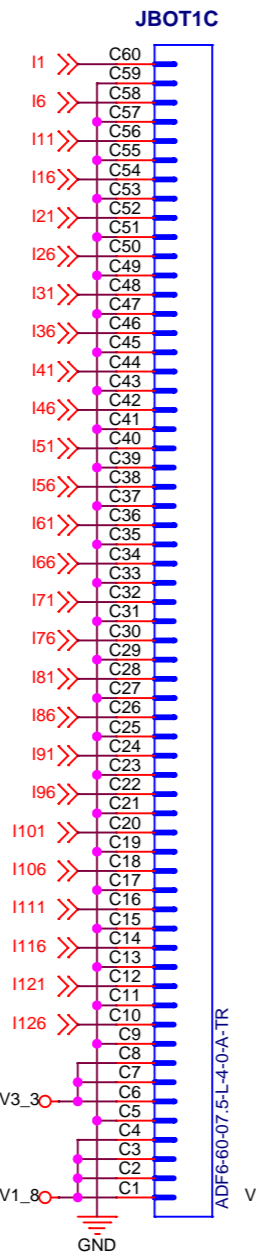 JBOT1C
I1 C60
C59
I6 C58
C57
I11 C56
C55
I16 C54
C53
I21 C52
C51
I26 C50
C49
I31 C48
C47
I36 C46
C45
I41 C44
C43
I46 C42
C41
I51 C40
C39
I56 C38
C37
I61 C36
C35
I66 C34
C33
I71 C32
C31
I76 C30
C29
I81 C28
C27
I86 C26
C25
I91 C24
C23
I96 C22
C21
I101 C20
C19
I106 C18
C17
I111 C16
C15
I116 C14
C13
I121 C12
C11
I126 C10
C9
C8
C7
V3_3 C6
C5
C4
C3
C2
V1_8 C1
ADF6-60-07.5-L-4-0-A-TR
V
GND